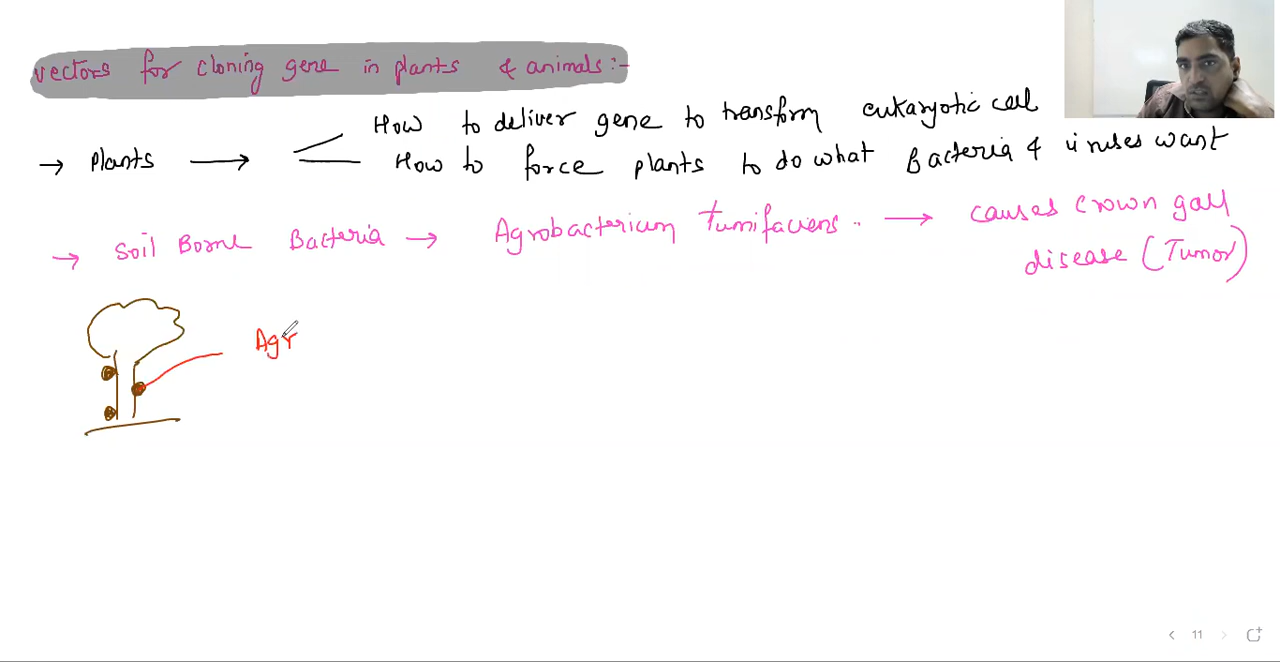 vectors for cloning gene in plants & animals:-
How to deliver gene to transform eukaryotic cell
→ Plants → How to force plants to do what Bacteria & viruses want
→ Soil Borne Bacteria → Agrobactericum tumifaciens.. → causes crown gall
disease (Tumor)
Agr
11